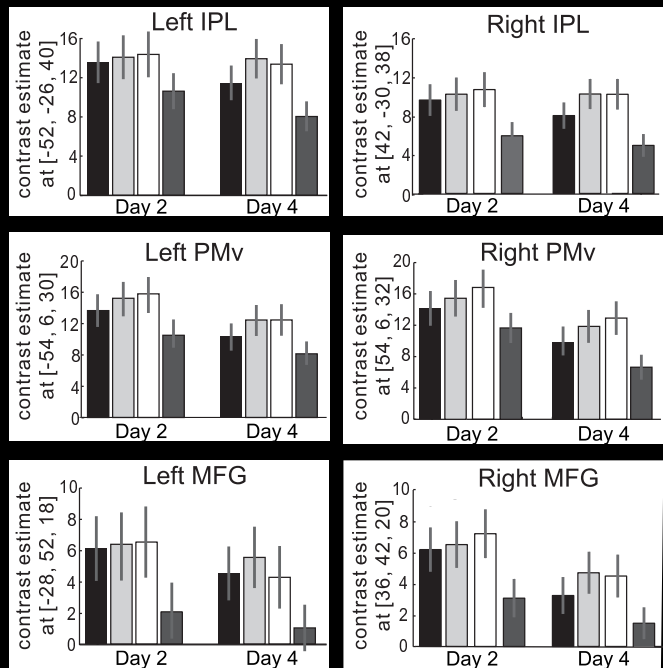 Left IPL
contrast estimate
at [-52, -26, 40]
16
12
8
4
0
Day 2
Day 4
Right IPL
contrast estimate
at [42, -30, 38]
16
12
8
4
0
Day 2
Day 4
Left PMv
contrast estimate
at [-54, 6, 30]
20
16
12
8
4
0
Day 2
Day 4
Right PMv
contrast estimate
at [54, 6, 32]
20
16
12
8
4
0
Day 2
Day 4
Left MFG
contrast estimate
at [-28, 52, 18]
10
8
6
4
2
0
Day 2
Day 4
Right MFG
contrast estimate
at [36, 42, 20]
10
8
6
4
2
0
Day 2
Day 4